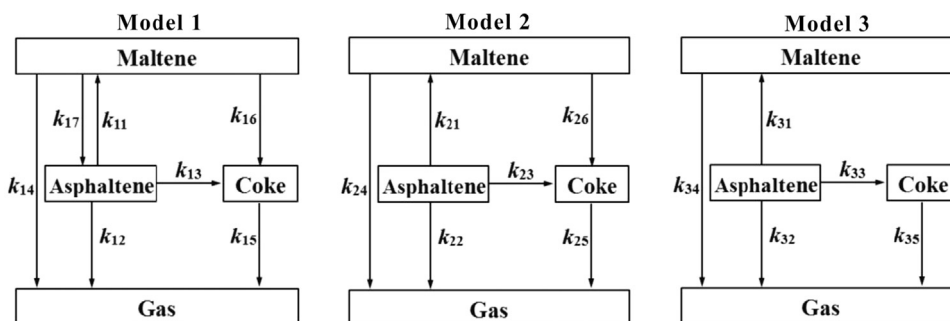 Model 1 Model 2 Model 3
Maltene Maltene Maltene
k17 k11 k16 k21 k26 k31
k14 k13 k24 k23 k34 k33
Asphaltene Coke Asphaltene Coke Asphaltene Coke
k12 k15 k22 k25 k32 k35
Gas Gas Gas